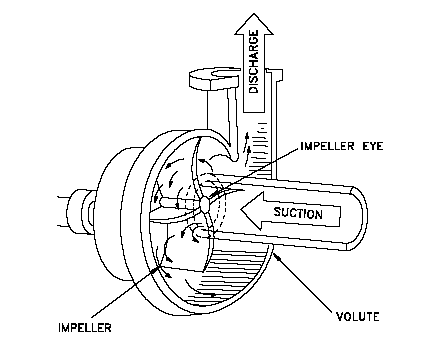 DISCHARGE
IMPELLER EYE
SUCTION
IMPELLER
VOLUTE